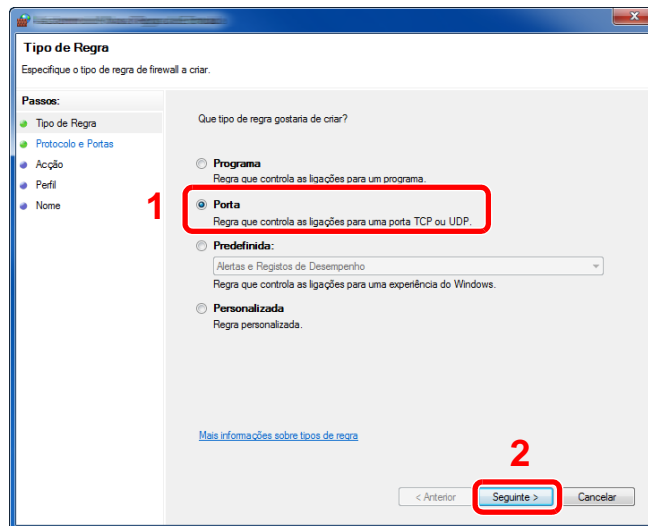 Tipo de Regra
Especifique o tipo de regra de firewall a criar.
Passos:
Tipo de Regra
Protocolo e Portas
Acção
Perfil
Nome
Que tipo de regra gostaria de criar?
Programa
Regra que controla as ligações para um programa.
1
Porta
Regra que controla as ligações para uma porta TCP ou UDP.
Predefinida:
Alertas e Registos de Desempenho
Regra que controla as ligações para uma experiência do Windows.
Personalizada
Regra personalizada.
Mais informações sobre tipos de regra
2
< Anterior
Seguinte >
Cancelar